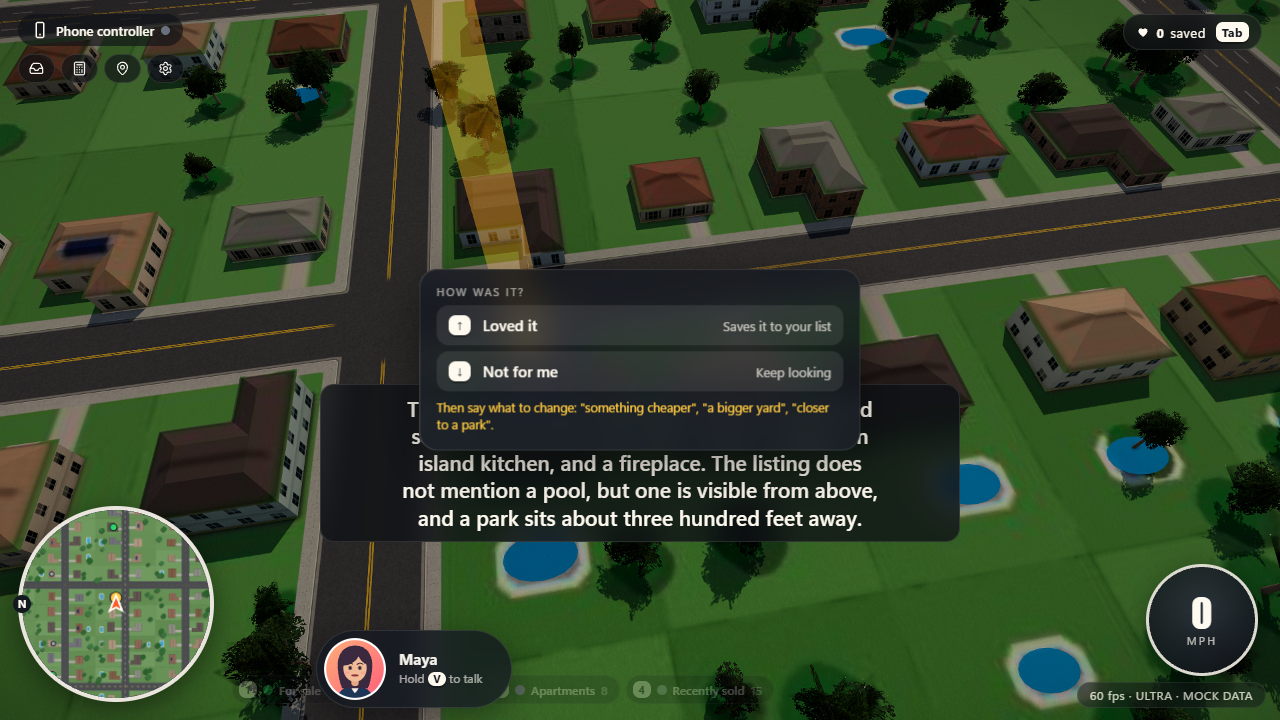 Phone controller
0 saved Tab
HOW WAS IT?
↑ Loved it Saves it to your list
↓ Not for me Keep looking
Then say what to change: "something cheaper", "a bigger yard", "closer
to a park".
island kitchen, and a fireplace. The listing does
not mention a pool, but one is visible from above,
and a park sits about three hundred feet away.
N
0
MPH
Maya
Hold V to talk
For sale
Apartments 8
4 Recently sold 15
60 fps · ULTRA · MOCK DATA